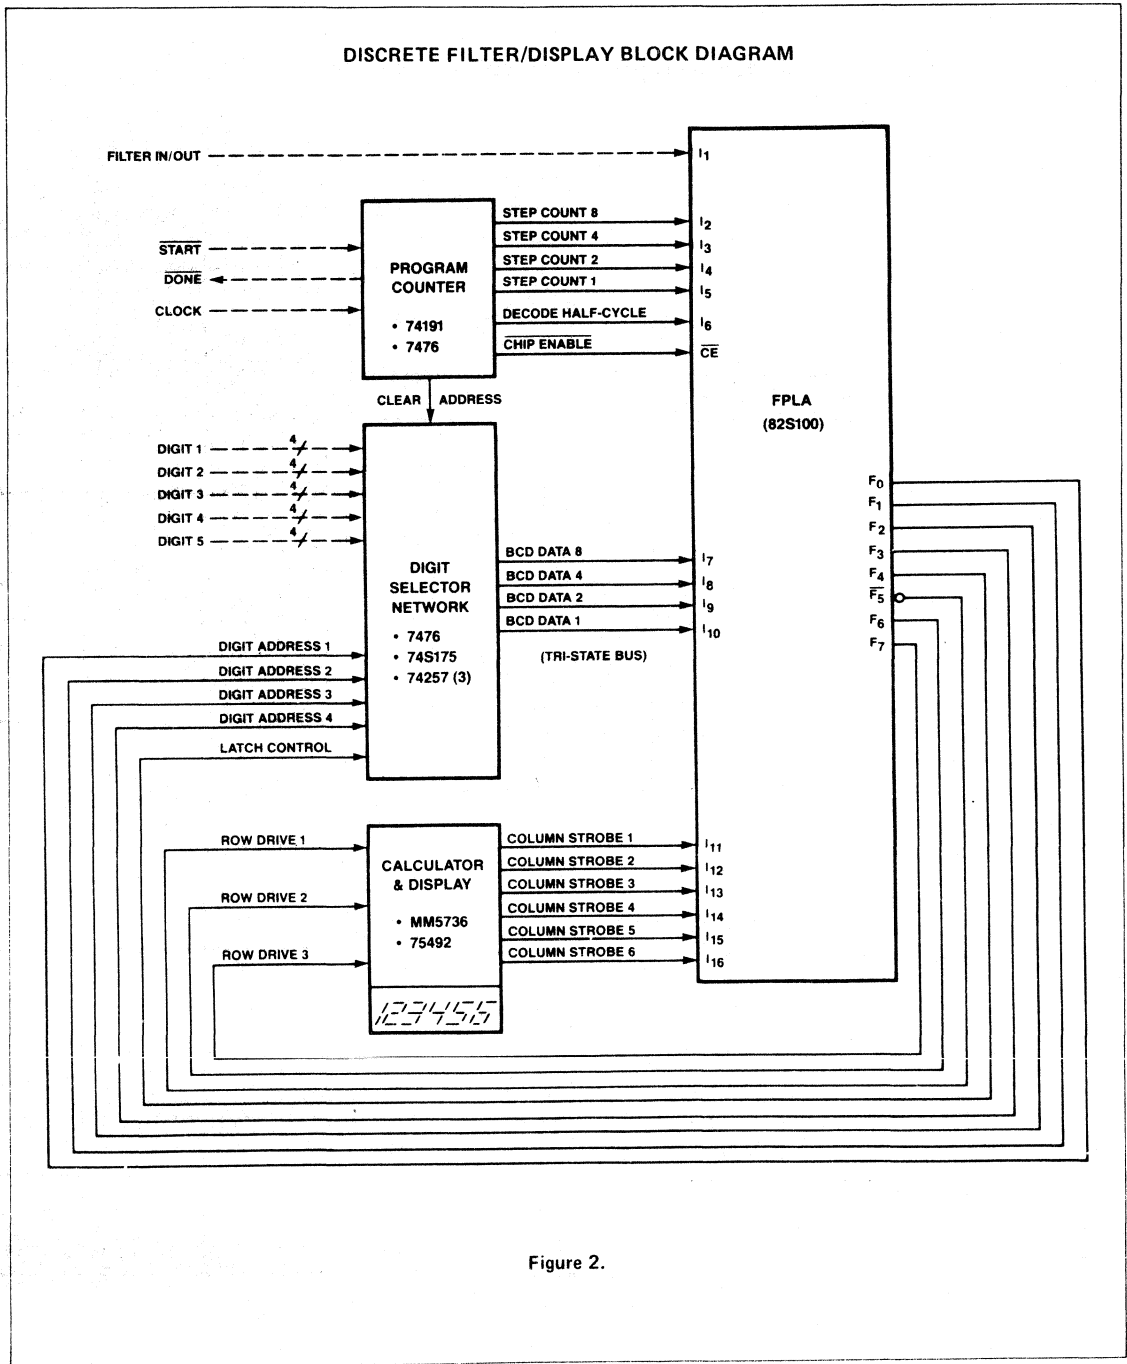 DISCRETE FILTER/DISPLAY BLOCK DIAGRAM
FILTER IN/OUT
I1
START
DONE
CLOCK
PROGRAM
COUNTER
• 74191
• 7476
STEP COUNT 8
STEP COUNT 4
STEP COUNT 2
STEP COUNT 1
DECODE HALF-CYCLE
CHIP ENABLE
I2
I3
I4
I5
I6
CE
CLEAR ADDRESS
FPLA
(82S100)
DIGIT 1
DIGIT 2
DIGIT 3
DIGIT 4
DIGIT 5
4
4
4
4
4
DIGIT
SELECTOR
NETWORK
• 7476
• 74S175
• 74257 (3)
BCD DATA 8
BCD DATA 4
BCD DATA 2
BCD DATA 1
(TRI-STATE BUS)
I7
I8
I9
I10
F0
F1
F2
F3
F4
F5
F6
F7
DIGIT ADDRESS 1
DIGIT ADDRESS 2
DIGIT ADDRESS 3
DIGIT ADDRESS 4
LATCH CONTROL
ROW DRIVE 1
ROW DRIVE 2
ROW DRIVE 3
CALCULATOR
& DISPLAY
• MM5736
• 75492
123456
COLUMN STROBE 1
COLUMN STROBE 2
COLUMN STROBE 3
COLUMN STROBE 4
COLUMN STROBE 5
COLUMN STROBE 6
I11
I12
I13
I14
I15
I16
Figure 2.